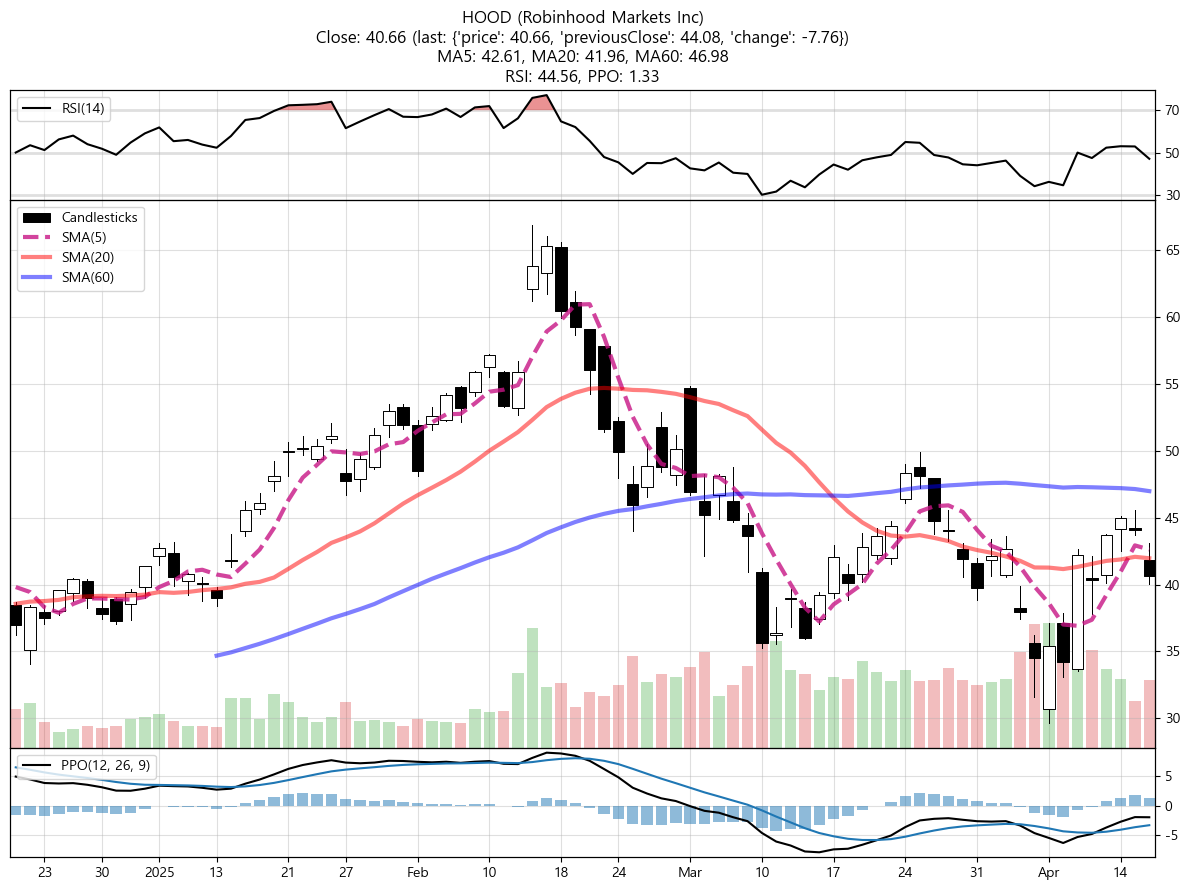 HOOD (Robinhood Markets Inc)
Close: 40.66 (last: {'price': 40.66, 'previousClose': 44.08, 'change': -7.76})
MA5: 42.61, MA20: 41.96, MA60: 46.98
RSI: 44.56, PPO: 1.33
RSI(14)
70
50
30
Candlesticks
SMA(5)
SMA(20)
SMA(60)
65
60
55
50
45
40
35
30
PPO(12, 26, 9)
5
0
-5
23 30 2025 13 21 27 Feb 10 18 24 Mar 10 17 24 31 Apr 14